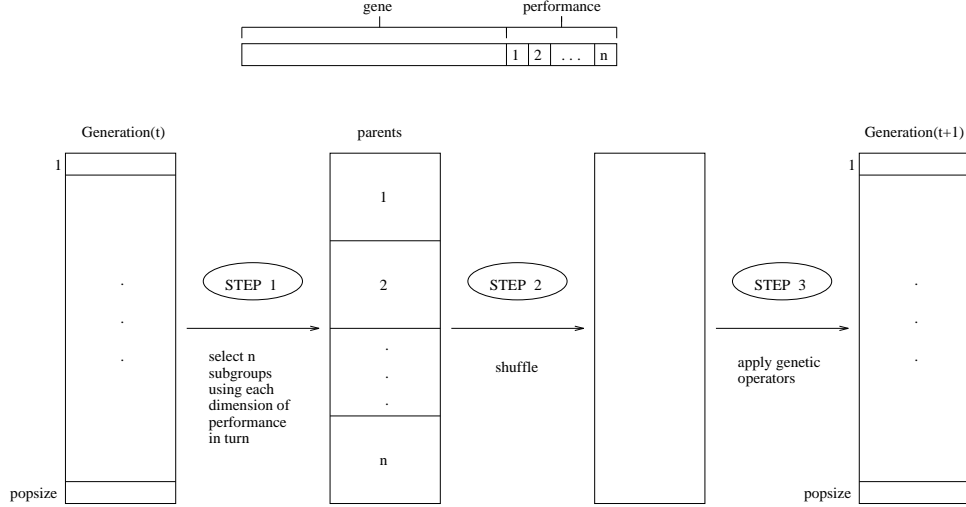 gene performance
1 2 . . . n
Generation(t) parents Generation(t+1)
1 1
1
STEP 1 2 STEP 2 STEP 3
select n
subgroups
using each
dimension of
performance
in turn
shuffle
apply genetic
operators
n
popsize popsize